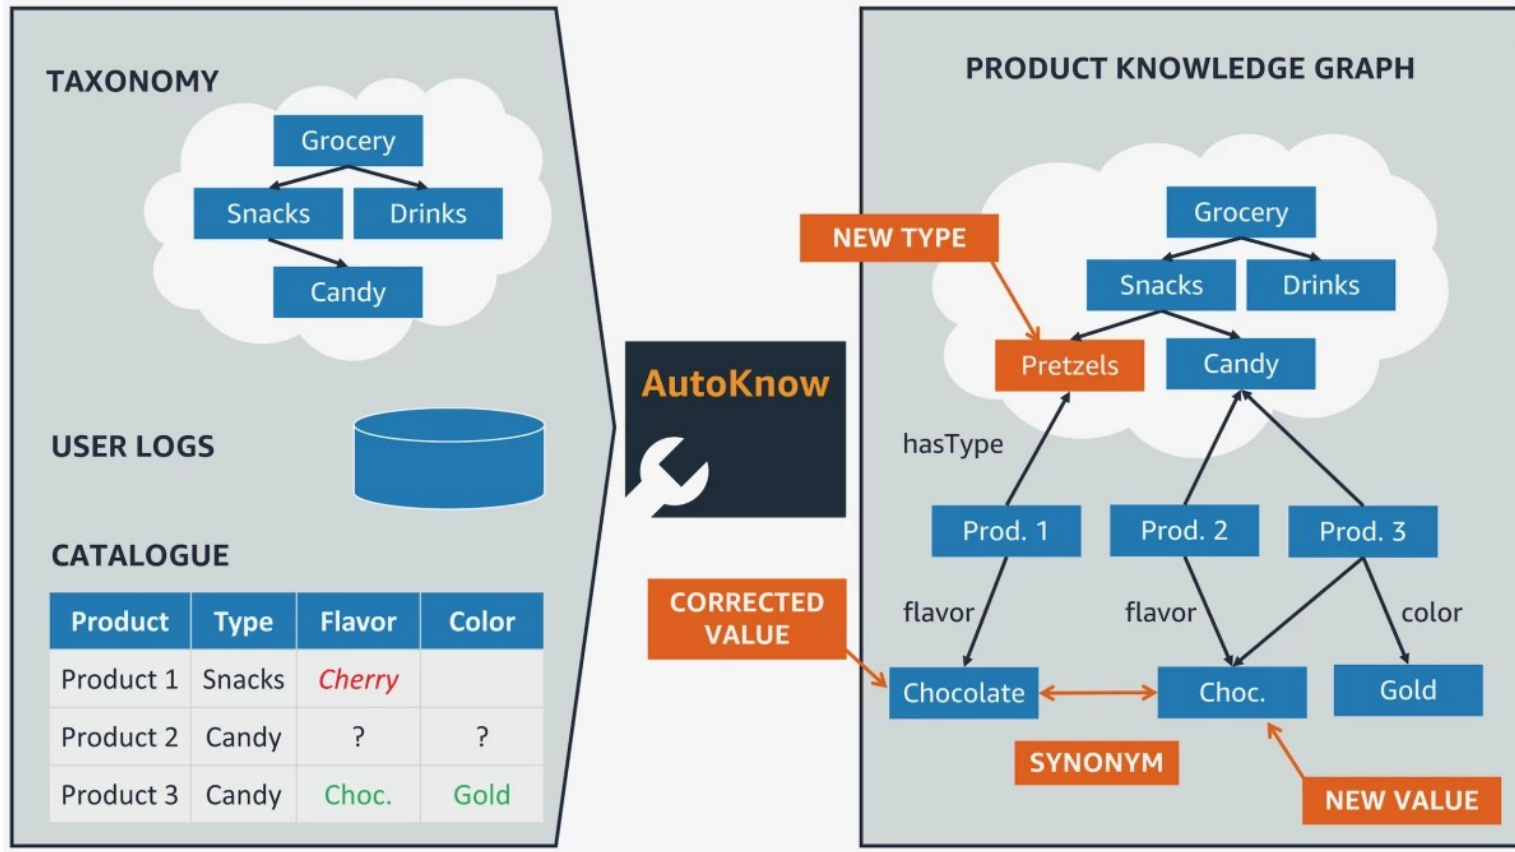 TAXONOMY
Grocery
Snacks
Drinks
Candy
USER LOGS
CATALOGUE
Product Type Flavor Color
Product 1 Snacks Cherry
Product 2 Candy ? ?
Product 3 Candy Choc. Gold
AutoKnow
PRODUCT KNOWLEDGE GRAPH
Grocery
NEW TYPE
Snacks
Drinks
Pretzels
Candy
hasType
Prod. 1
Prod. 2
Prod. 3
CORRECTED
VALUE
flavor
flavor
color
Chocolate
Choc.
Gold
SYNONYM
NEW VALUE